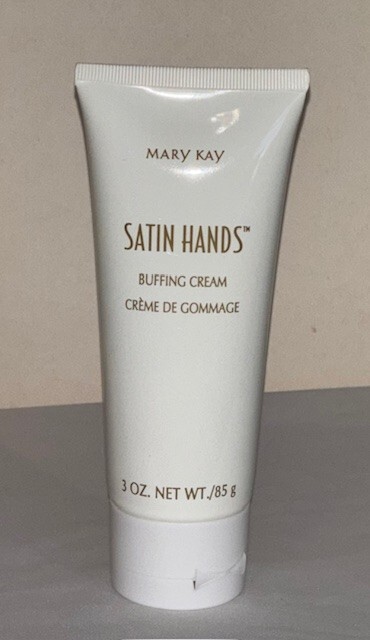 MARY KAY
SATIN HANDS™
BUFFING CREAM
CRÈME DE GOMMAGE
3 OZ. NET WT./85 g